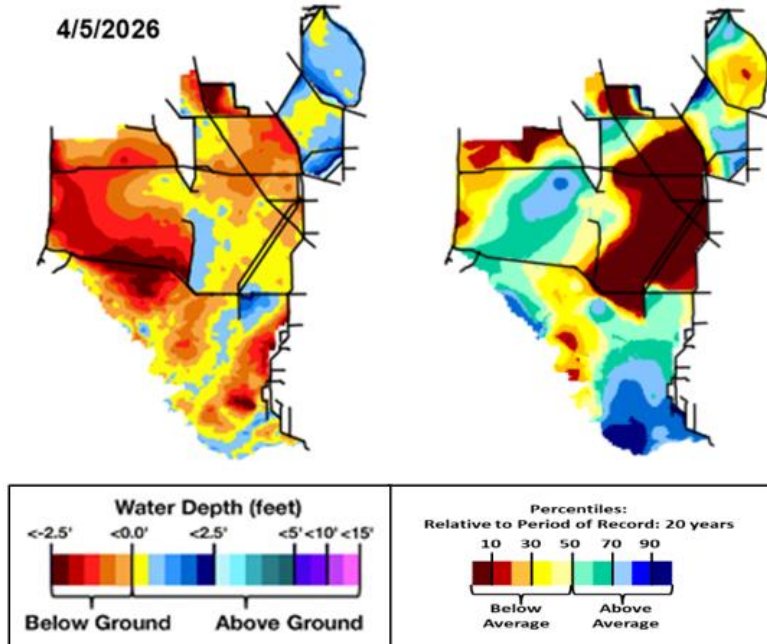 4/5/2026
Water Depth (feet)
<-2.5' <0.0' <2.5' <5' <10' <15'
Below Ground Above Ground
Percentiles:
Relative to Period of Record: 20 years
10 30 50 70 90
Below Average Above Average